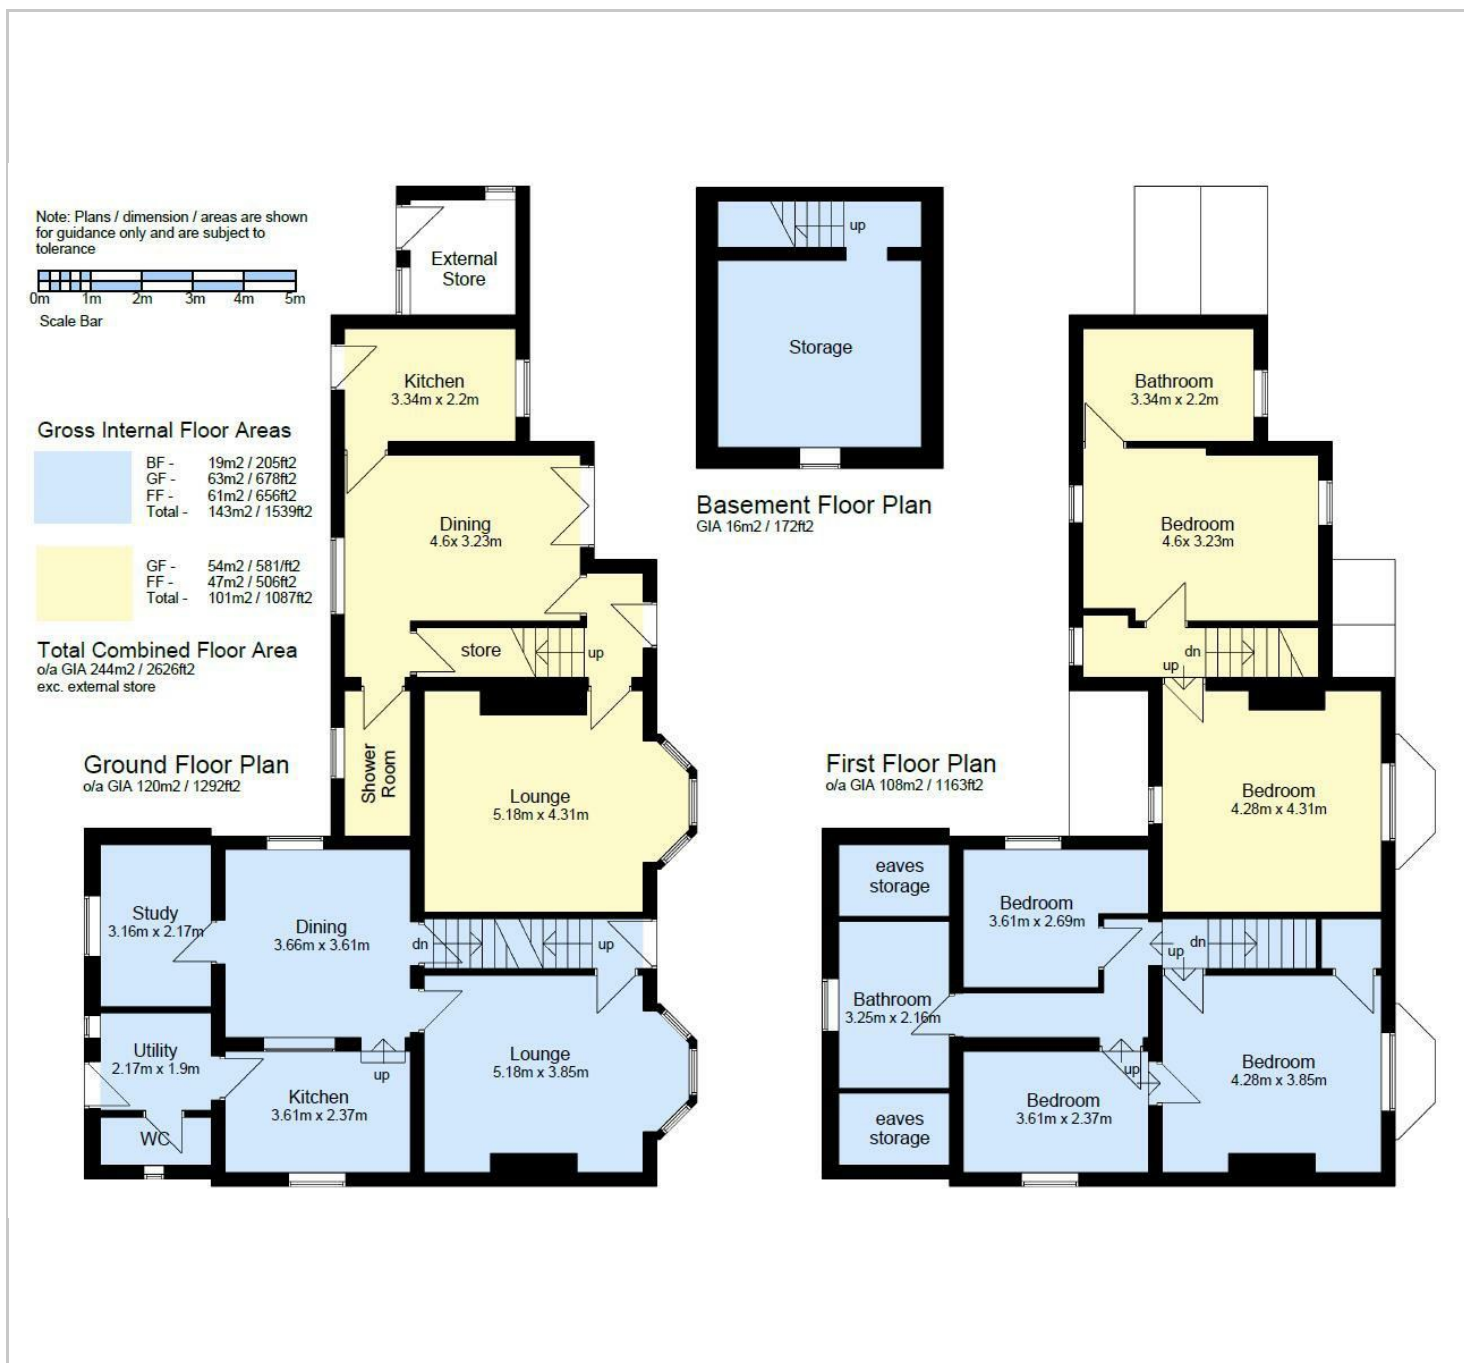 Note: Plans / dimension / areas are shown
for guidance only and are subject to
tolerance
0m 1m 2m 3m 4m 5m
Scale Bar
Gross Internal Floor Areas
BF - 19m2 / 205ft2
GF - 63m2 / 678ft2
FF - 61m2 / 656ft2
Total - 143m2 / 1539ft2
GF - 54m2 / 581/ft2
FF - 47m2 / 506ft2
Total - 101m2 / 1087ft2
Total Combined Floor Area
o/a GIA 244m2 / 2626ft2
exc. external store
Ground Floor Plan
o/a GIA 120m2 / 1292ft2
External
Store
Kitchen
3.34m x 2.2m
Dining
4.6x 3.23m
store
up
Shower
Room
Lounge
5.18m x 4.31m
Study
3.16m x 2.17m
Dining
3.66m x 3.61m
dn
up
Utility
2.17m x 1.9m
WC
up
Kitchen
3.61m x 2.37m
Lounge
5.18m x 3.85m
up
Storage
Basement Floor Plan
GIA 16m2 / 172ft2
First Floor Plan
o/a GIA 108m2 / 1163ft2
Bathroom
3.34m x 2.2m
Bedroom
4.6x 3.23m
dn
up
Bedroom
4.28m x 4.31m
eaves
storage
Bedroom
3.61m x 2.69m
up
dn
Bathroom
3.25m x 2.16m
Bedroom
4.28m x 3.85m
up
Bedroom
3.61m x 2.37m
eaves
storage